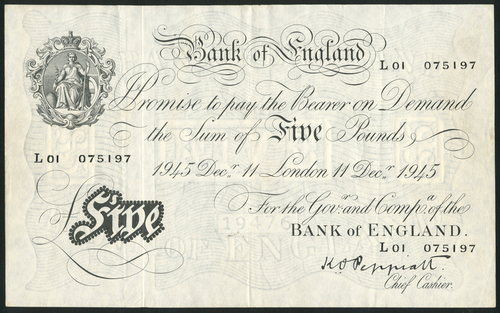 Bank of England
L01 075197
I Promise to pay the Bearer on Demand
the Sum of Five Pounds
L01 075197
1945 Decr. 11 London 11 Decr. 1945
For the Govr. and Compa. of the
£Five
BANK of ENGLAND.
L01 075197
K.O. Peppiatt.
Chief Cashier.